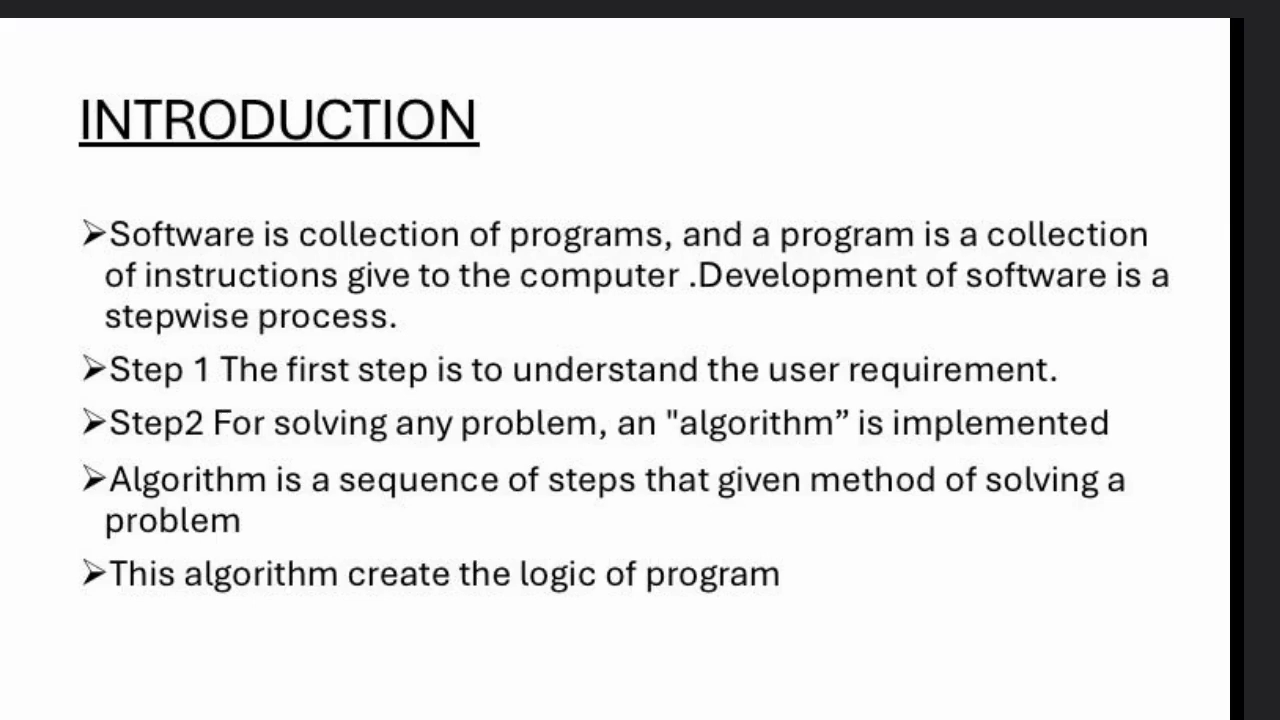 INTRODUCTION
➢Software is collection of programs, and a program is a collection
of instructions give to the computer .Development of software is a
stepwise process.
➢Step 1 The first step is to understand the user requirement.
➢Step2 For solving any problem, an "algorithm” is implemented
➢Algorithm is a sequence of steps that given method of solving a
problem
➢This algorithm create the logic of program